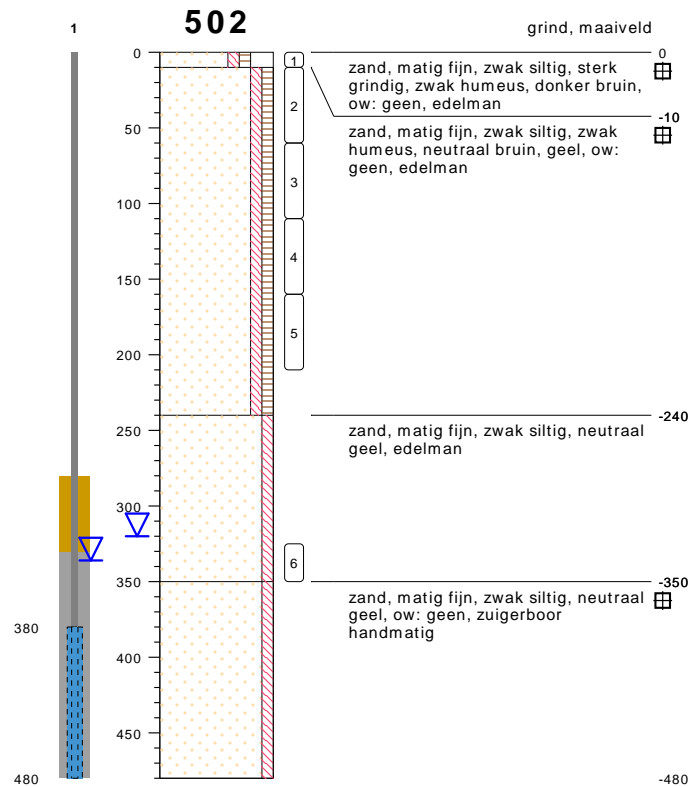 502
1
grind, maaiveld
0
1
0
zand, matig fijn, zwak siltig, sterk
grindig, zwak humeus, donker bruin,
ow: geen, edelman
-10
2
50
zand, matig fijn, zwak siltig, zwak
humeus, neutraal bruin, geel, ow:
geen, edelman
3
100
4
150
5
200
-240
250
zand, matig fijn, zwak siltig, neutraal
geel, edelman
300
6
350
-350
zand, matig fijn, zwak siltig, neutraal
geel, ow: geen, zuigerboor
handmatig
380
400
450
480
-480